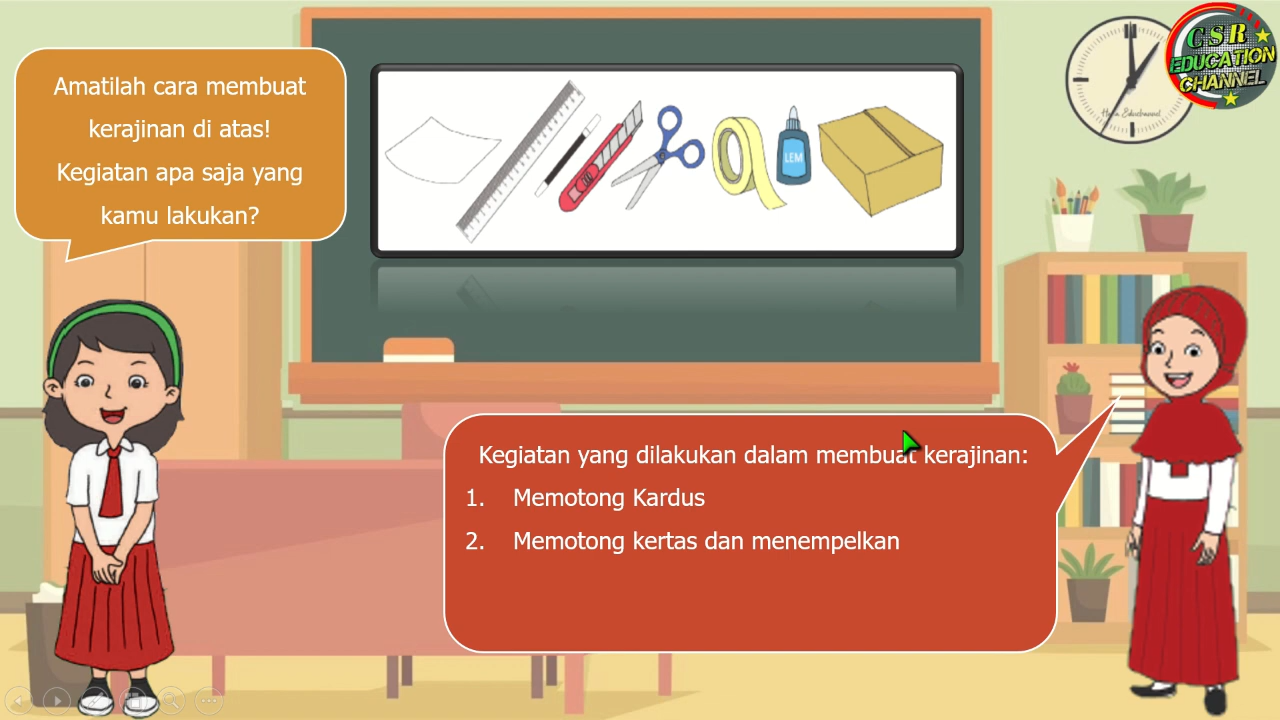 Amatilah cara membuat
kerajinan di atas!
Kegiatan apa saja yang
kamu lakukan?
LEM
CSR
EDUCATION
CHANNEL
Kegiatan yang dilakukan dalam membuat kerajinan:
1. Memotong Kardus
2. Memotong kertas dan menempelkan